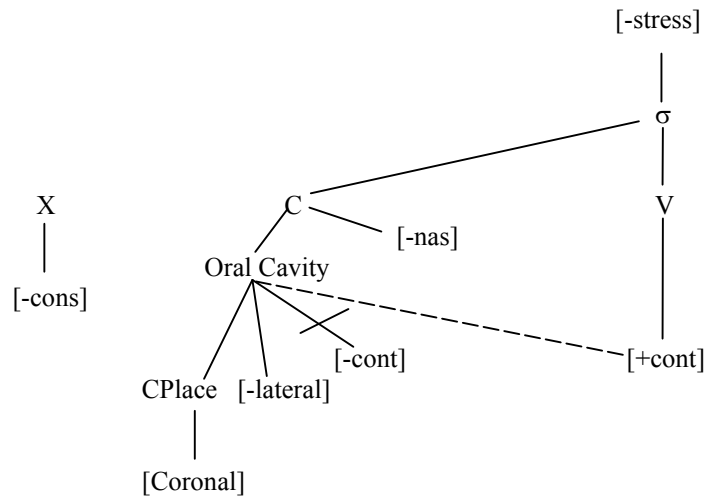 [-stress]
σ
X C V
[-nas]
Oral Cavity
[-cons]
[-cont] [+cont]
CPlace [-lateral]
[Coronal]